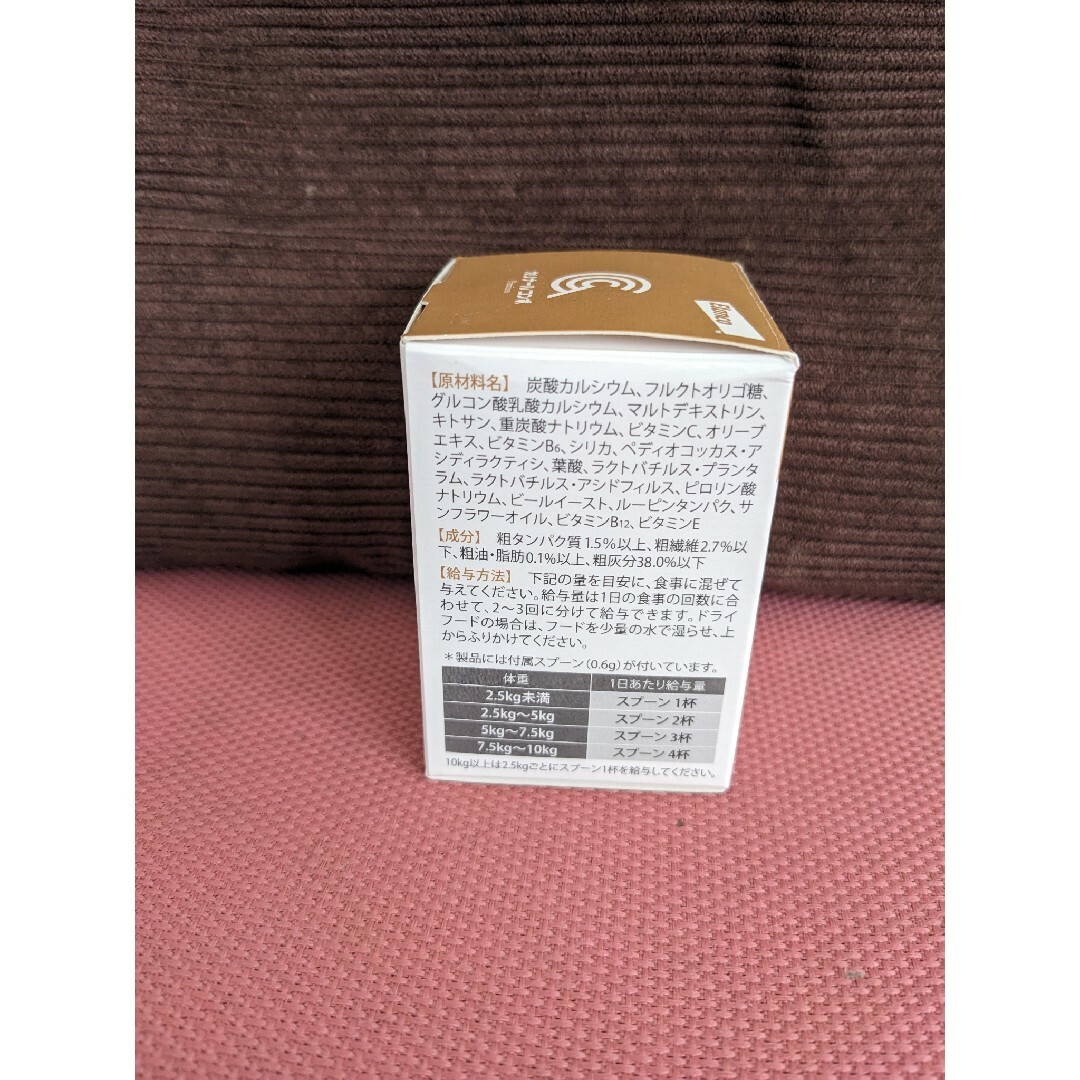 カリナールコンボ
Elanco
【原材料名】 炭酸カルシウム、フルクトオリゴ糖、
グルコン酸乳酸カルシウム、マルトデキストリン、
キトサン、重炭酸ナトリウム、ビタミンC、オリーブ
エキス、ビタミンB6、シリカ、ペディオコッカス・ア
シディラクティシ、葉酸、ラクトバチルス・プランタ
ラム、ラクトバチルス・アシドフィルス、ピロリン酸
ナトリウム、ビールイースト、ルーピンタンパク、サ
ンフラワーオイル、ビタミンB12、ビタミンE
【成分】 粗タンパク質1.5%以上、粗繊維2.7%以
下、粗油・脂肪0.1%以上、粗灰分38.0%以下
【給与方法】 下記の量を目安に、食事に混ぜて
与えてください。給与量は1日の食事の回数に合
わせて、2～3回に分けて給与できます。ドライ
フードの場合は、フードを少量の水で湿らせ、上
からふりかけてください。
＊製品には付属スプーン(0.6g)が付いています。
体重 1日あたり給与量
2.5kg未満 スプーン 1杯
2.5kg～5kg スプーン 2杯
5kg～7.5kg スプーン 3杯
7.5kg～10kg スプーン 4杯
10kg以上は2.5kgごとにスプーン1杯を給与してください。